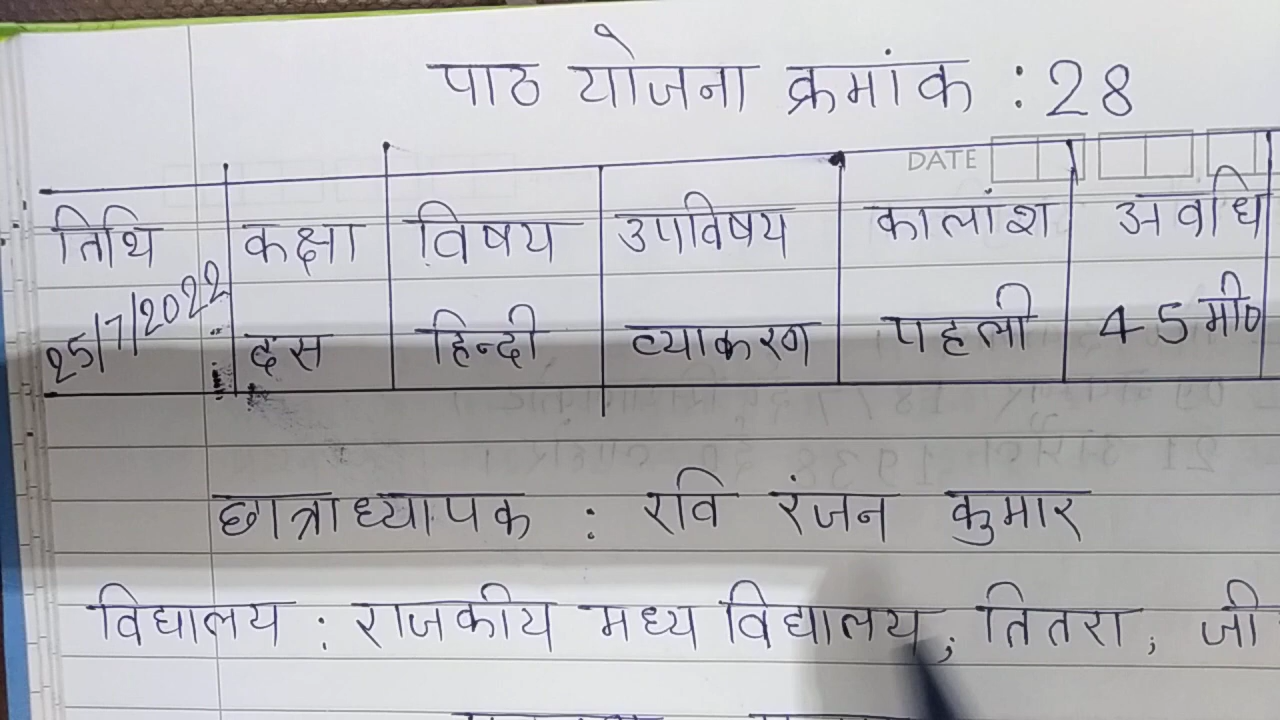 पाठ योजना क्रमांक : 28
DATE
तिथि कक्षा विषय उपविषय कालांश अवधि
25/7/2022 दस हिन्दी व्याकरण पहली 45 मी०
छात्राध्यापक : रवि रंजन कुमार
विद्यालय : राजकीय मध्य विद्यालय, तितरा, जी